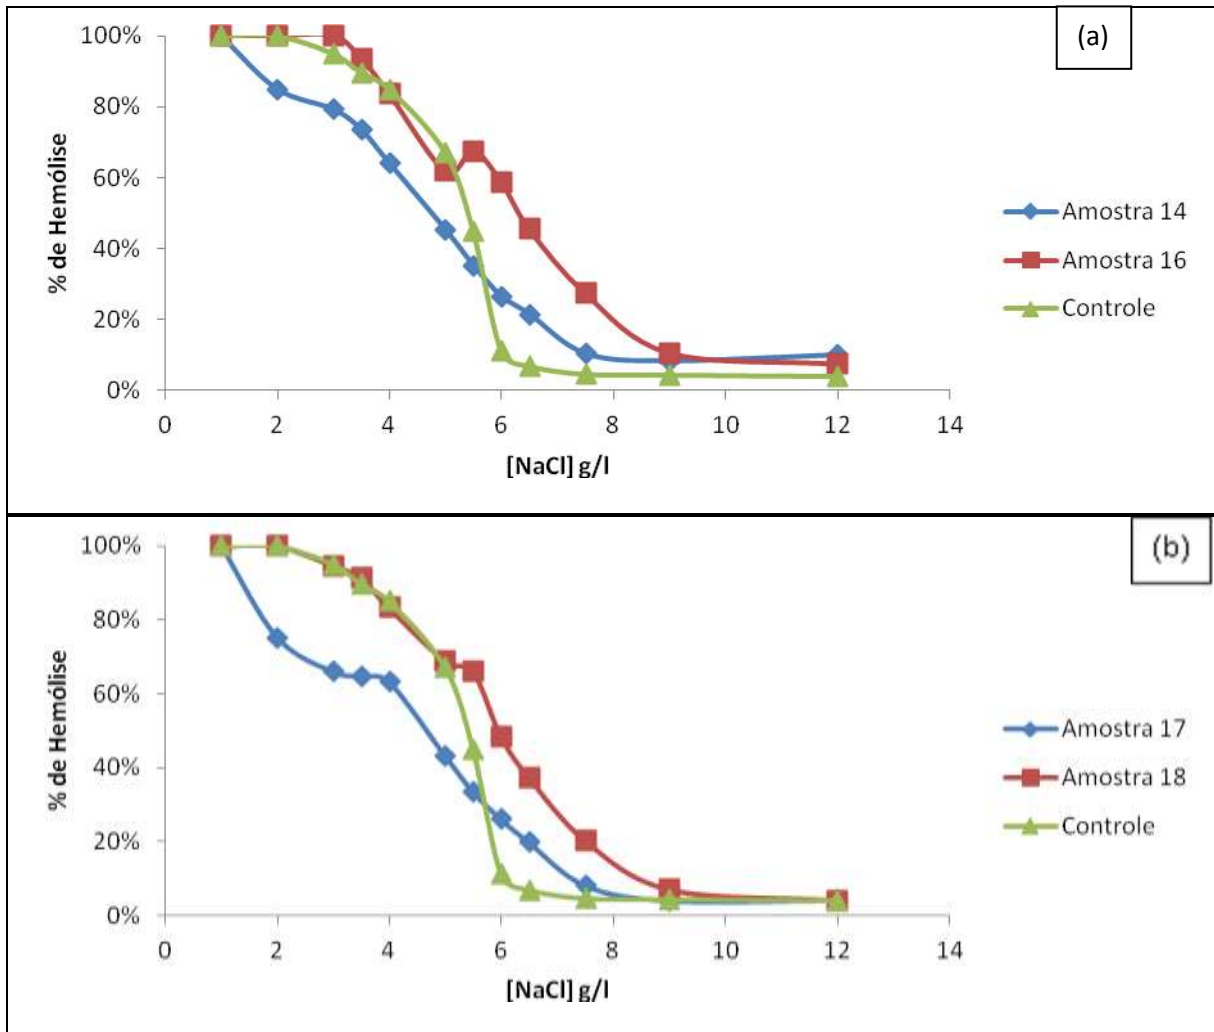 (a)
100%
80%
60%
40%
20%
0%
% de Hemólise
0 2 4 6 8 10 12 14
[NaCl] g/l
Amostra 14
Amostra 16
Controle
(b)
100%
80%
60%
40%
20%
0%
% de Hemólise
0 2 4 6 8 10 12 14
[NaCl] g/l
Amostra 17
Amostra 18
Controle